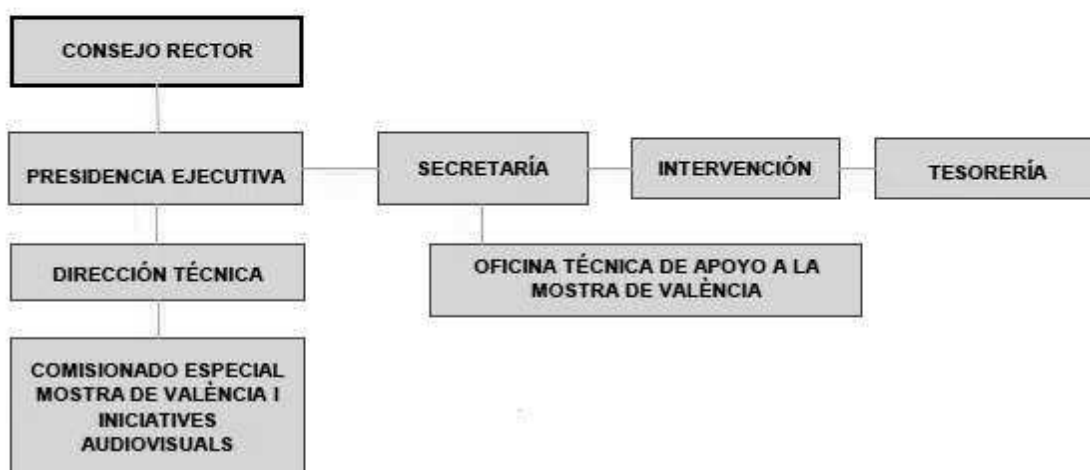 CONSEJO RECTOR
PRESIDENCIA EJECUTIVA
SECRETARÍA
INTERVENCIÓN
TESORERÍA
DIRECCIÓN TÉCNICA
OFICINA TÉCNICA DE APOYO A LA
MOSTRA DE VALÈNCIA
COMISIONADO ESPECIAL
MOSTRA DE VALÈNCIA I
INICIATIVES
AUDIOVISUALS